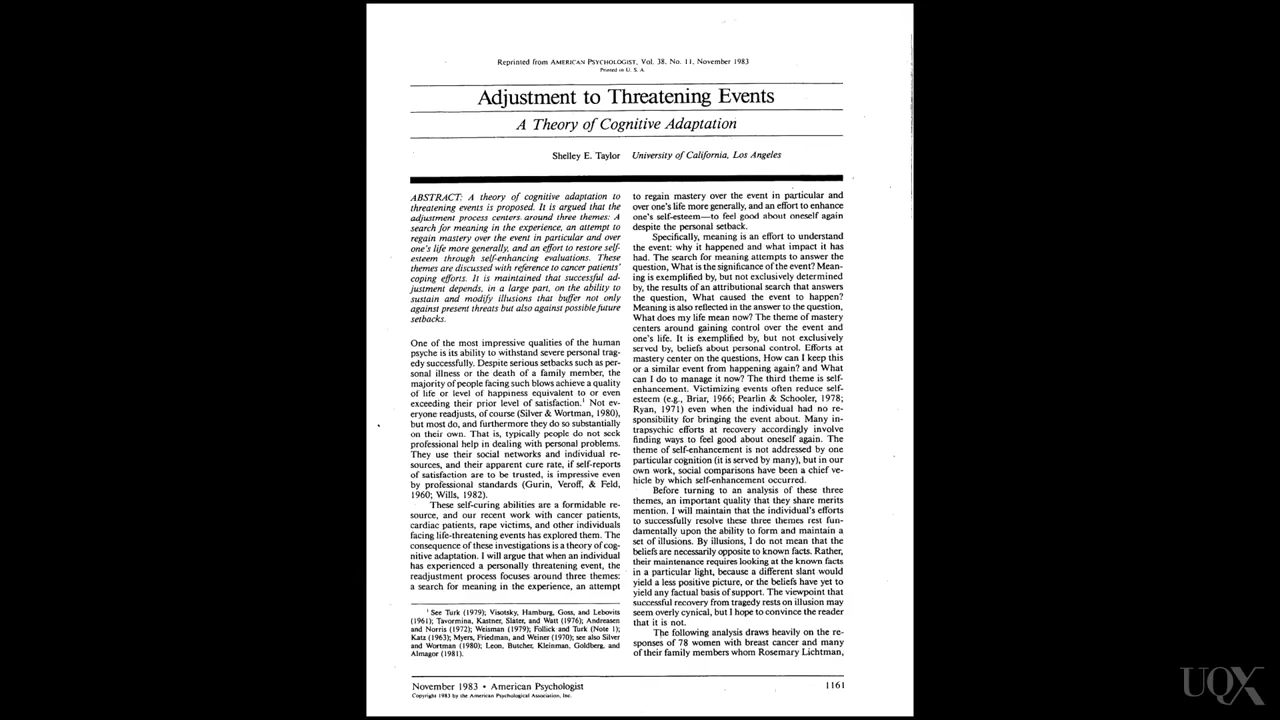 Reprinted from AMERICAN PSYCHOLOGIST, Vol. 38, No. 11, November 1983
Printed in U. S. A.
Adjustment to Threatening Events
A Theory of Cognitive Adaptation
Shelley E. Taylor University of California, Los Angeles
ABSTRACT: A theory of cognitive adaptation to
threatening events is proposed. It is argued that the
adjustment process centers around three themes: A
search for meaning in the experience, an attempt to
regain mastery over the event in particular and over
one's life more generally, and an effort to restore self-
esteem through self-enhancing evaluations. These
themes are discussed with reference to cancer patients'
coping efforts. It is maintained that successful ad-
justment depends, in a large part, on the ability to
sustain and modify illusions that buffer not only
against present threats but also against possible future
setbacks.
One of the most impressive qualities of the human
psyche is its ability to withstand severe personal trag-
edy successfully. Despite serious setbacks such as per-
sonal illness or the death of a family member, the
majority of people facing such blows achieve a quality
of life or level of happiness equivalent to or even
exceeding their prior level of satisfaction.¹ Not ev-
eryone readjusts, of course (Silver & Wortman, 1980),
but most do, and furthermore they do so substantially
on their own. That is, typically people do not seek
professional help in dealing with personal problems.
They use their social networks and individual re-
sources, and their apparent cure rate, if self-reports
of satisfaction are to be trusted, is impressive even
by professional standards (Gurin, Veroff, & Feld,
1960; Wills, 1982).
These self-curing abilities are a formidable re-
source, and our recent work with cancer patients,
cardiac patients, rape victims, and other individuals
facing life-threatening events has explored them. The
consequence of these investigations is a theory of cog-
nitive adaptation. I will argue that when an individual
has experienced a personally threatening event, the
readjustment process focuses around three themes:
a search for meaning in the experience, an attempt
¹ See Turk (1979); Visotsky, Hamburg, Goss, and Lebovits
(1961); Tavormina, Kastner, Slater, and Watt (1976); Andreasen
and Norris (1972); Weisman (1979); Follick and Turk (Note 1);
Katz (1963); Myers, Friedman, and Weiner (1970); see also Silver
and Wortman (1980); Leon, Butcher, Kleinman, Goldberg, and
Almagor (1981).
to regain mastery over the event in particular and
over one's life more generally, and an effort to enhance
one's self-esteem—to feel good about oneself again
despite the personal setback.
Specifically, meaning is an effort to understand
the event: why it happened and what impact it has
had. The search for meaning attempts to answer the
question, What is the significance of the event? Mean-
ing is exemplified by, but not exclusively determined
by, the results of an attributional search that answers
the question, What caused the event to happen?
Meaning is also reflected in the answer to the question,
What does my life mean now? The theme of mastery
centers around gaining control over the event and
one's life. It is exemplified by, but not exclusively
served by, beliefs about personal control. Efforts at
mastery center on the questions, How can I keep this
or a similar event from happening again? and What
can I do to manage it now? The third theme is self-
enhancement. Victimizing events often reduce self-
esteem (e.g., Briar, 1966; Pearlin & Schooler, 1978;
Ryan, 1971) even when the individual had no re-
sponsibility for bringing the event about. Many in-
trapsychic efforts at recovery accordingly involve
finding ways to feel good about oneself again. The
theme of self-enhancement is not addressed by one
particular cognition (it is served by many), but in our
own work, social comparisons have been a chief ve-
hicle by which self-enhancement occurred.
Before turning to an analysis of these three
themes, an important quality that they share merits
mention. I will maintain that the individual's efforts
to successfully resolve these three themes rest fun-
damentally upon the ability to form and maintain a
set of illusions. By illusions, I do not mean that the
beliefs are necessarily opposite to known facts. Rather,
their maintenance requires looking at the known facts
in a particular light, because a different slant would
yield a less positive picture, or the beliefs have yet to
yield any factual basis of support. The viewpoint that
successful recovery from tragedy rests on illusion may
seem overly cynical, but I hope to convince the reader
that it is not.
The following analysis draws heavily on the re-
sponses of 78 women with breast cancer and many
of their family members whom Rosemary Lichtman,
November 1983 • American Psychologist
Copyright 1983 by the American Psychological Association, Inc.
1161
UQX